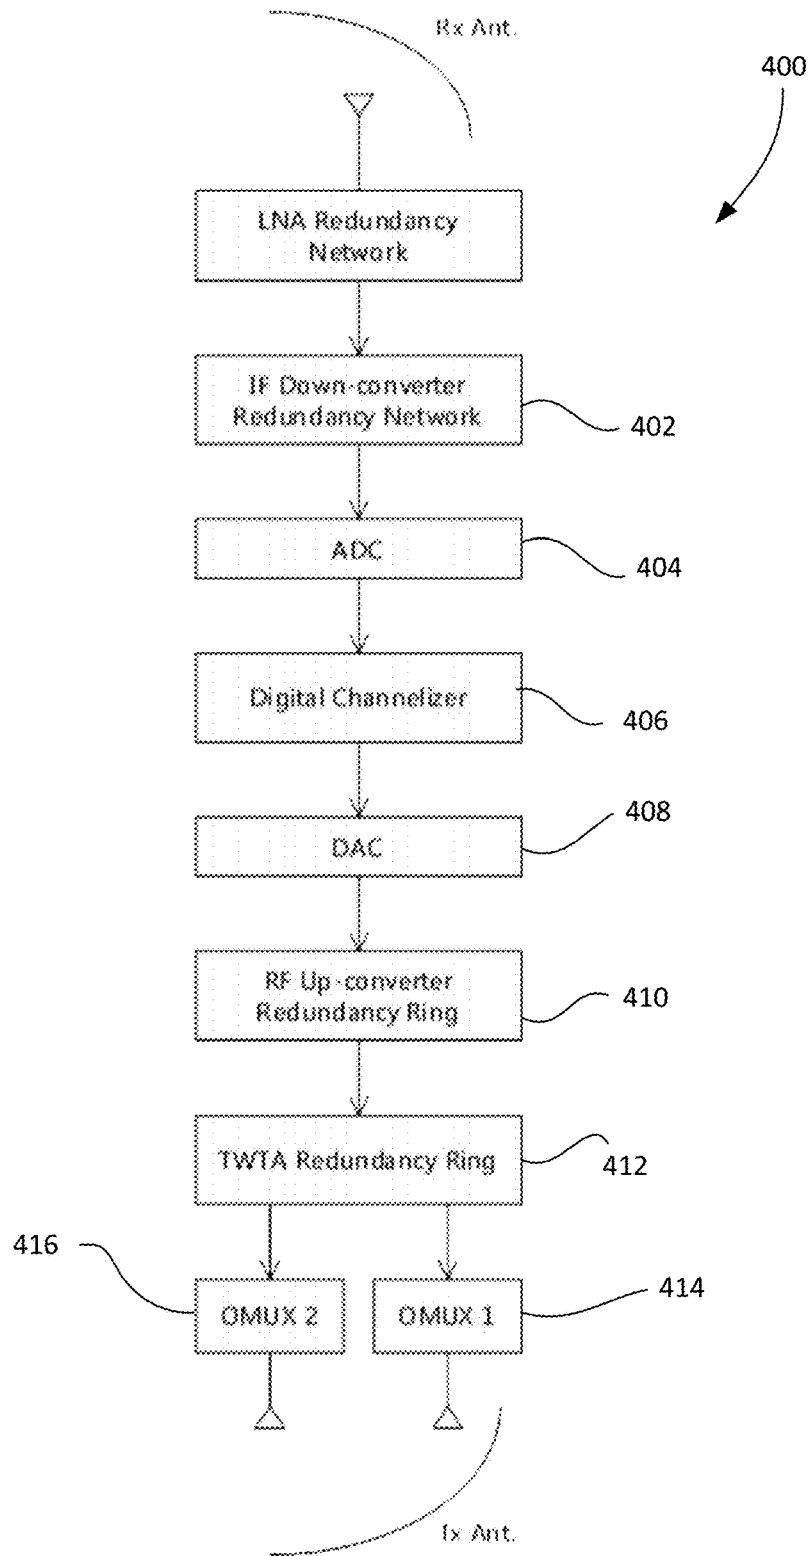 Rx Ant.
400
LNA Redundancy
Network
IF Down-converter
Redundancy Network
402
ADC
404
Digital Channelizer
406
408
DAC
RF Up-converter
Redundancy Ring
410
TWTA Redundancy Ring
412
416
OMUX 2
OMUX 1
414
Tx Ant.